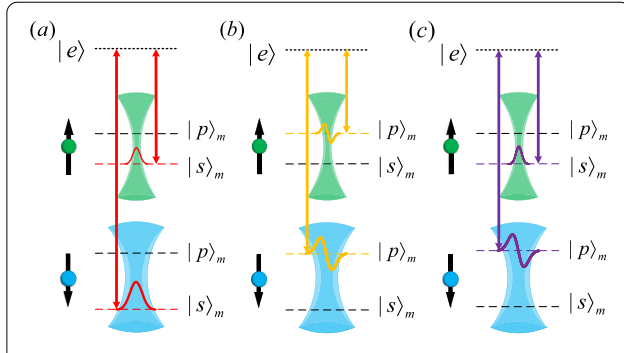 (a) (b) (c)
|e⟩ |e⟩ |e⟩
|p⟩m |p⟩m |p⟩m
|s⟩m |s⟩m |s⟩m
|p⟩m |p⟩m |p⟩m
|s⟩m |s⟩m |s⟩m